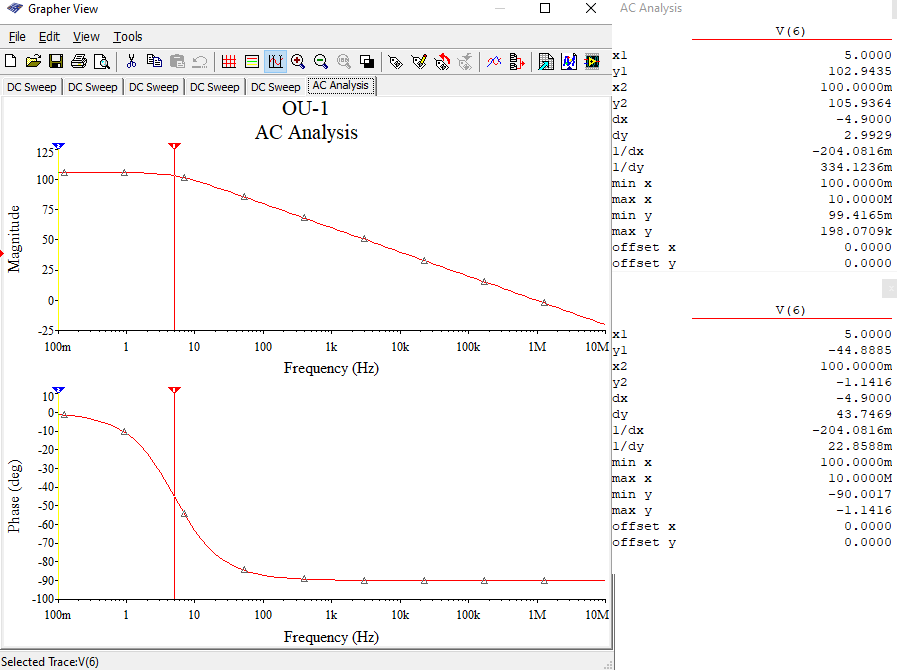 Grapher View
File Edit View Tools
DC Sweep DC Sweep DC Sweep DC Sweep DC Sweep AC Analysis
OU-1
AC Analysis
125
100
75
50
25
0
-25
Magnitude
100m 1 10 100 1k 10k 100k 1M 10M
Frequency (Hz)
10
0
-10
-20
-30
-40
-50
-60
-70
-80
-90
-100
Phase (deg)
100m 1 10 100 1k 10k 100k 1M 10M
Frequency (Hz)
Selected Trace:V(6)
AC Analysis
V(6)
x1 5.0000
y1 102.9435
x2 100.0000m
y2 105.9364
dx -4.9000
dy 2.9929
1/dx -204.0816m
1/dy 334.1236m
min x 100.0000m
max x 10.0000M
min y 99.4165m
max y 198.0709k
offset x 0.0000
offset y 0.0000
V(6)
x1 5.0000
y1 -44.8885
x2 100.0000m
y2 -1.1416
dx -4.9000
dy 43.7469
1/dx -204.0816m
1/dy 22.8588m
min x 100.0000m
max x 10.0000M
min y -90.0017
max y -1.1416
offset x 0.0000
offset y 0.0000